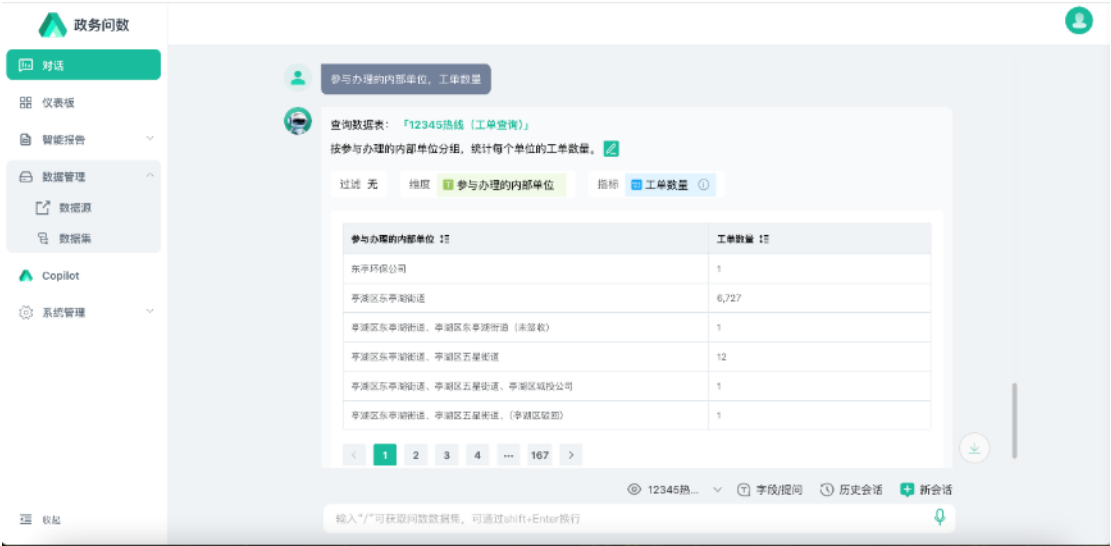 政务问数
对话
仪表板
智能报告
数据管理
数据源
数据集
Copilot
系统管理
收起
参与办理的内部单位，工单数量
查询数据表：「12345热线（工单查询）」
按参与办理的内部单位分组，统计每个单位的工单数量。
过滤 无 维度 参与办理的内部单位 指标 工单数量
参与办理的内部单位 工单数量
东亭环保公司 1
亭湖区东亭湖街道 6,727
亭湖区东亭湖街道、亭湖区东亭湖街道（未签收） 1
亭湖区东亭湖街道、亭湖区五星街道 12
亭湖区东亭湖街道、亭湖区五星街道、亭湖区城投公司 1
亭湖区东亭湖街道、亭湖区五星街道、（亭湖区驳回） 1
1 2 3 4 ··· 167
12345热... 字段/提问 历史会话 新会话
输入"/"可获取问数数据集，可通过shift+Enter换行